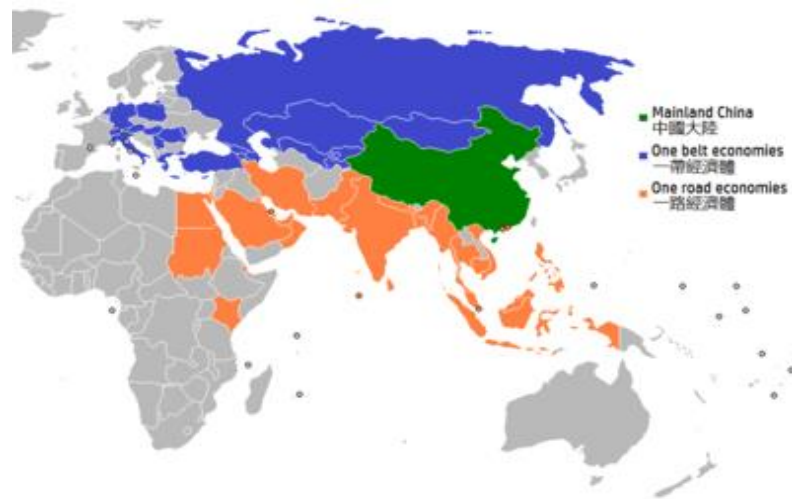 Mainland China
中國大陸
One belt economies
一帶經濟體
One road economies
一路經濟體